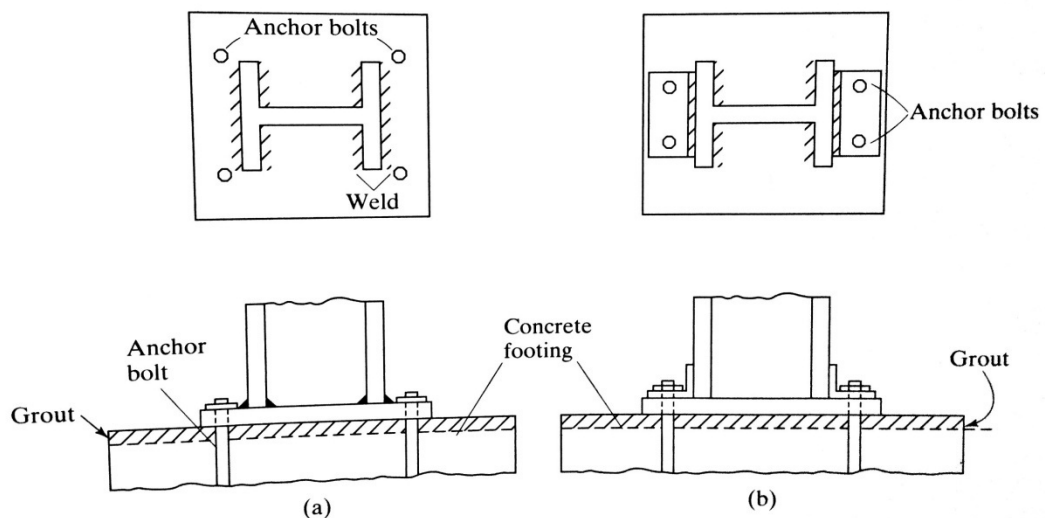 Anchor bolts
Weld
Anchor bolts
Anchor
bolt
Grout
Concrete
footing
Grout
(a)
(b)